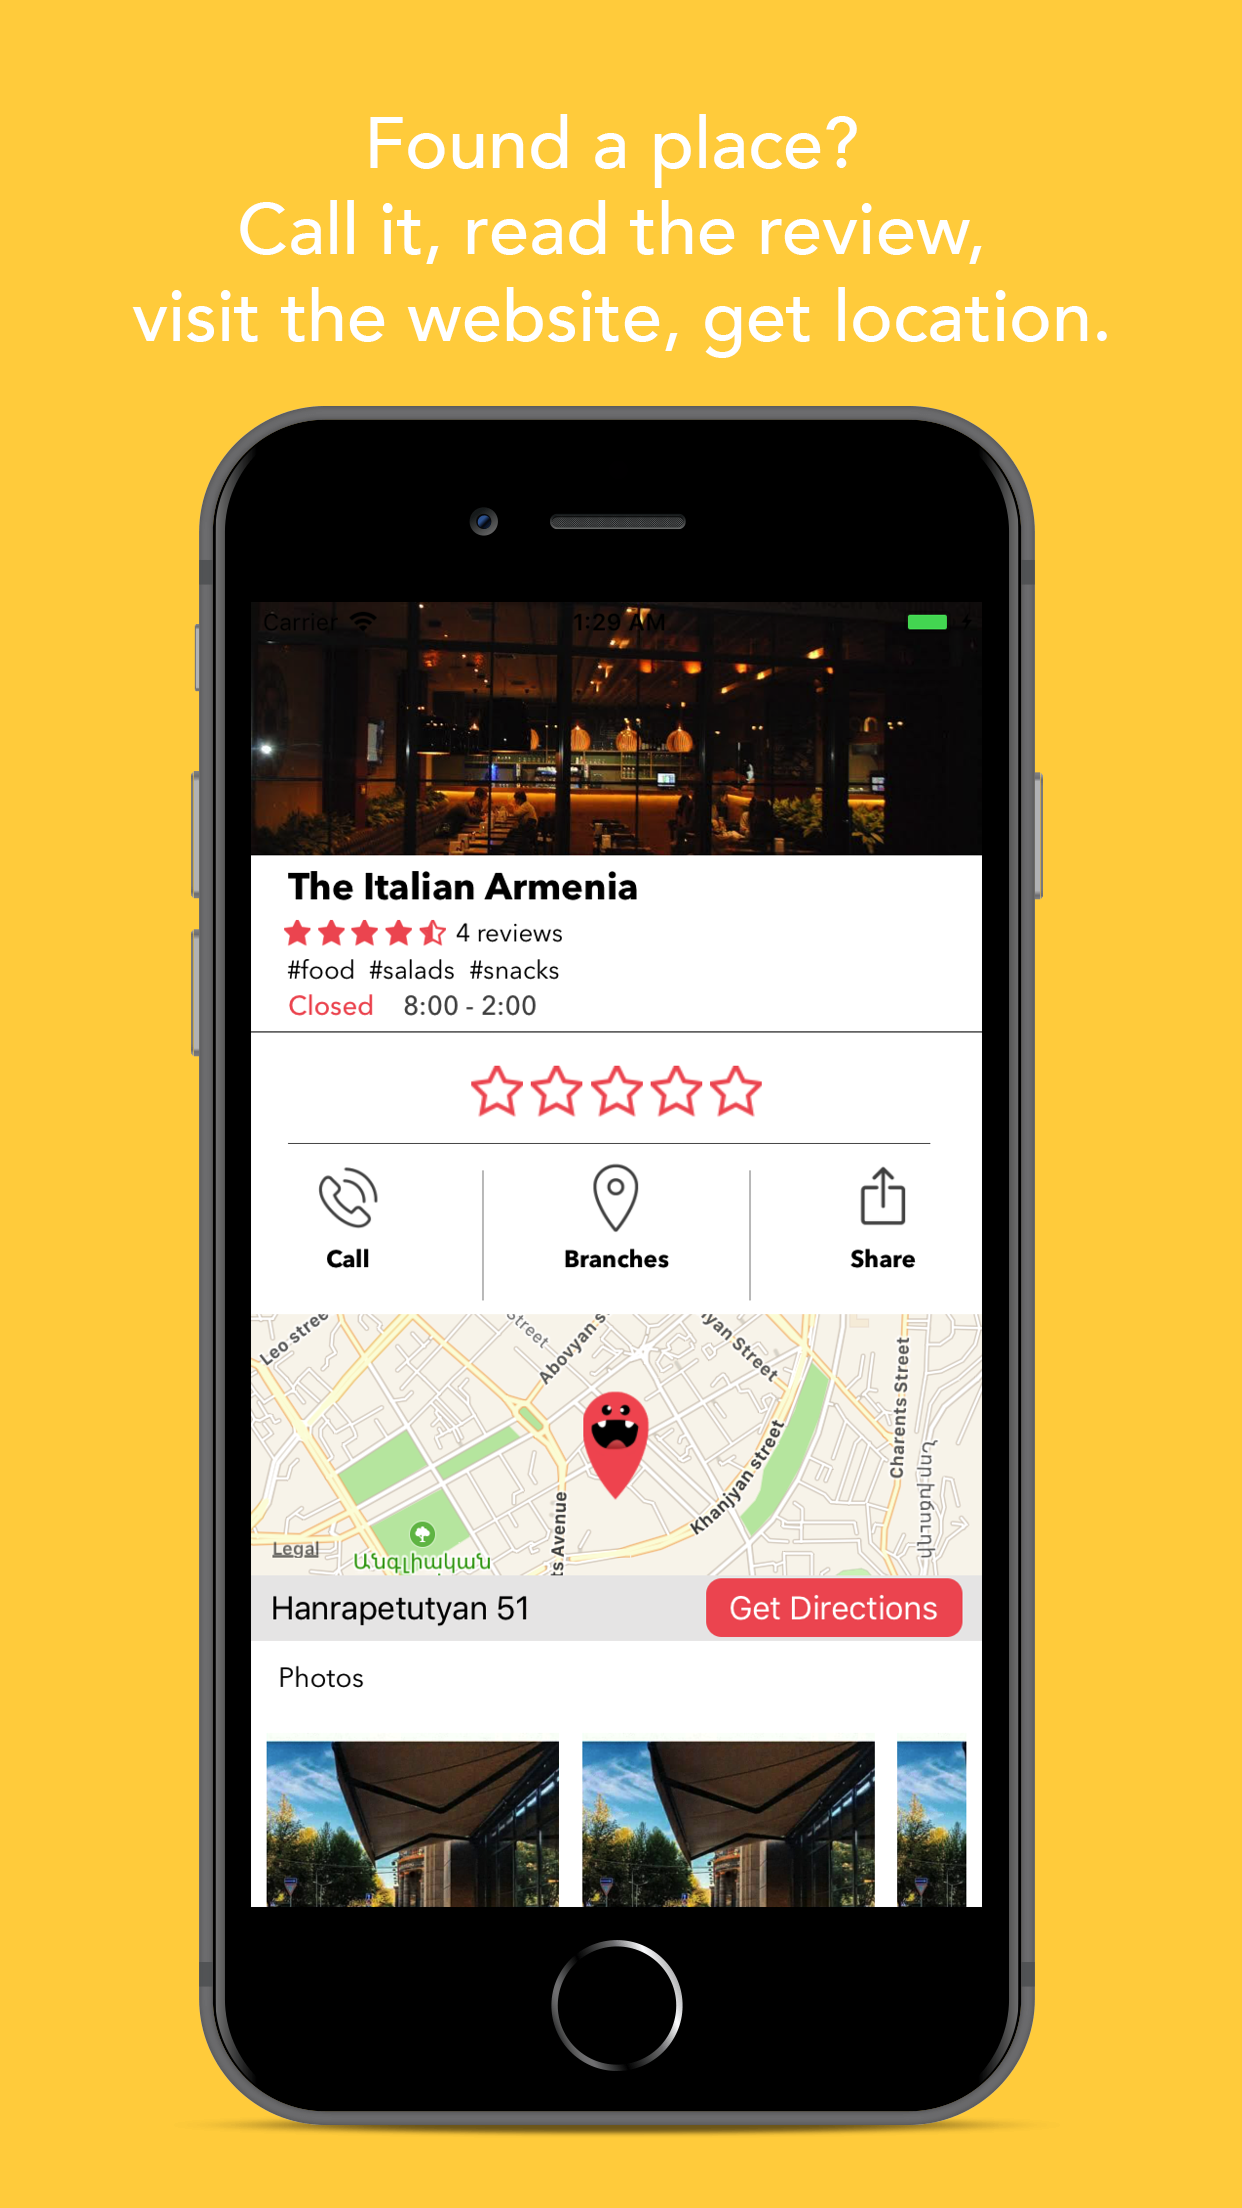 Found a place?
Call it, read the review,
visit the website, get location.
Carrier 1:29 AM
The Italian Armenia
4 reviews
#food #salads #snacks
Closed 8:00 - 2:00
Call
Branches
Share
Leo stree
Street
Abovyan s
yan Street
Charents Street
Khanjyan street
ts Avenue
Նար-Դոսի
Legal
Անգլիական
Hanrapetutyan 51
Get Directions
Photos